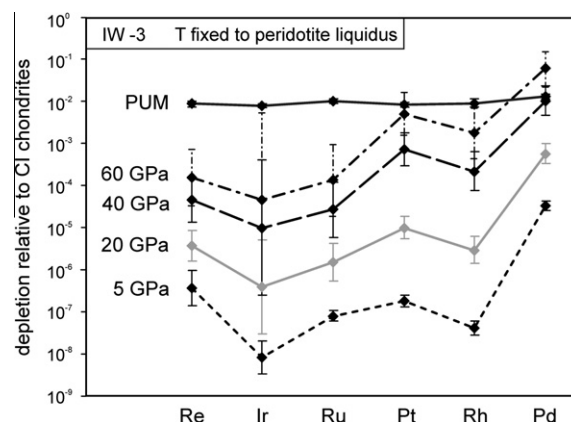 IW -3 T fixed to peridotite liquidus
depletion relative to CI chondrites
10⁰
10⁻¹
10⁻²
10⁻³
10⁻⁴
10⁻⁵
10⁻⁶
10⁻⁷
10⁻⁸
10⁻⁹
PUM
60 GPa
40 GPa
20 GPa
5 GPa
Re Ir Ru Pt Rh Pd